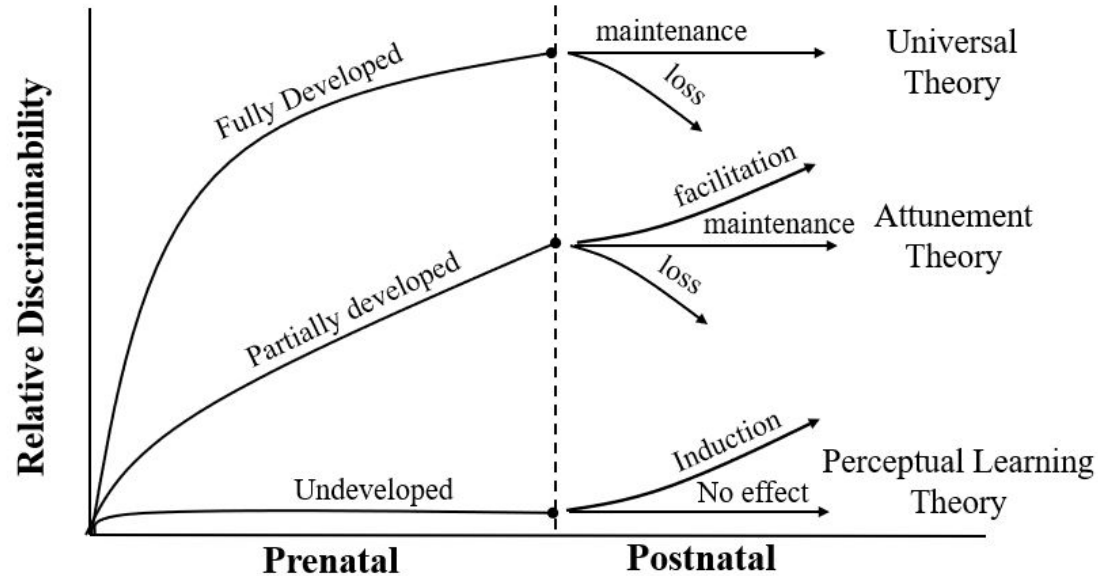 maintenance
Universal
Theory
loss
Fully Developed
facilitation
maintenance
Attunement
Theory
loss
Partially developed
Relative Discriminability
Induction
Perceptual Learning
Theory
No effect
Undeveloped
Prenatal
Postnatal